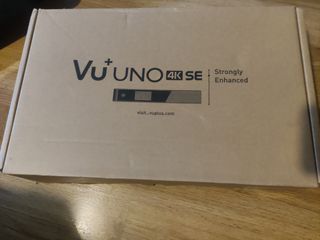 Vu+ UNO 4K SE
Strongly
Enhanced
visit.vuplus.com